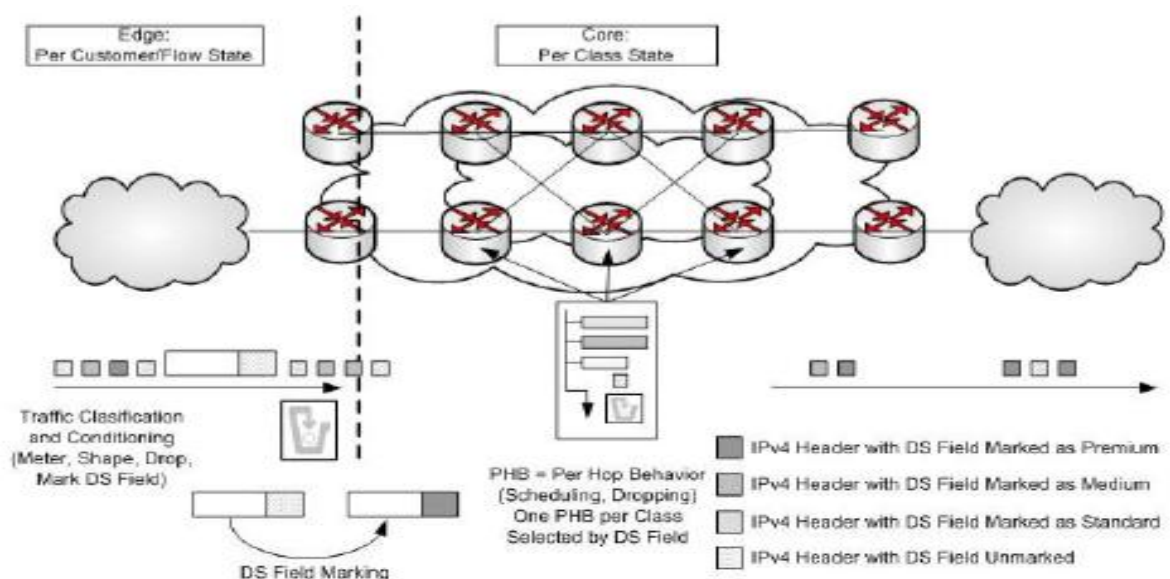 Edge:
Per Customer/Flow State
Core:
Per Class State
Traffic Clasification
and Conditioning
(Meter, Shape, Drop,
Mark DS Field)
DS Field Marking
PHB = Per Hop Behavior
(Scheduling, Dropping)
One PHB per Class
Selected by DS Field
IPv4 Header with DS Field Marked as Premium
IPv4 Header with DS Field Marked as Medium
IPv4 Header with DS Field Marked as Standard
IPv4 Header with DS Field Unmarked